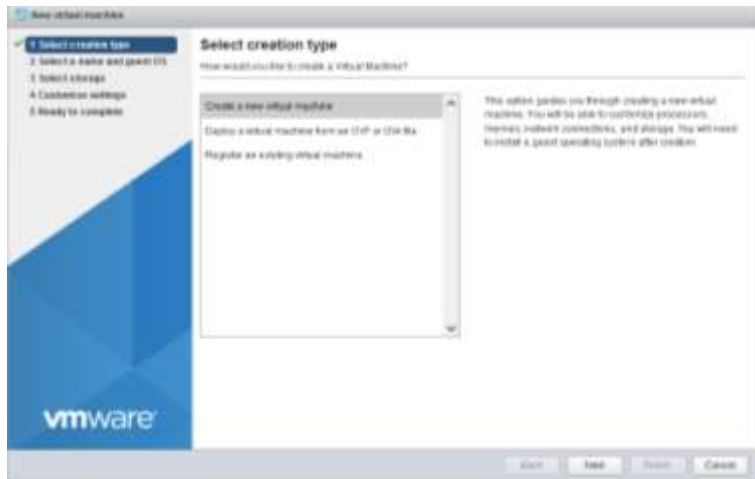 New virtual machine
1 Select creation type
2 Select a name and guest OS
3 Select storage
4 Customize settings
5 Ready to complete
Select creation type
How would you like to create a Virtual Machine?
Create a new virtual machine
Deploy a virtual machine from an OVF or OVA file
Register an existing virtual machine
This option guides you through creating a new virtual
machine. You will be able to customize processors,
memory, network connections, and storage. You will need
to install a guest operating system after creation.
vmware
Back
Next
Finish
Cancel